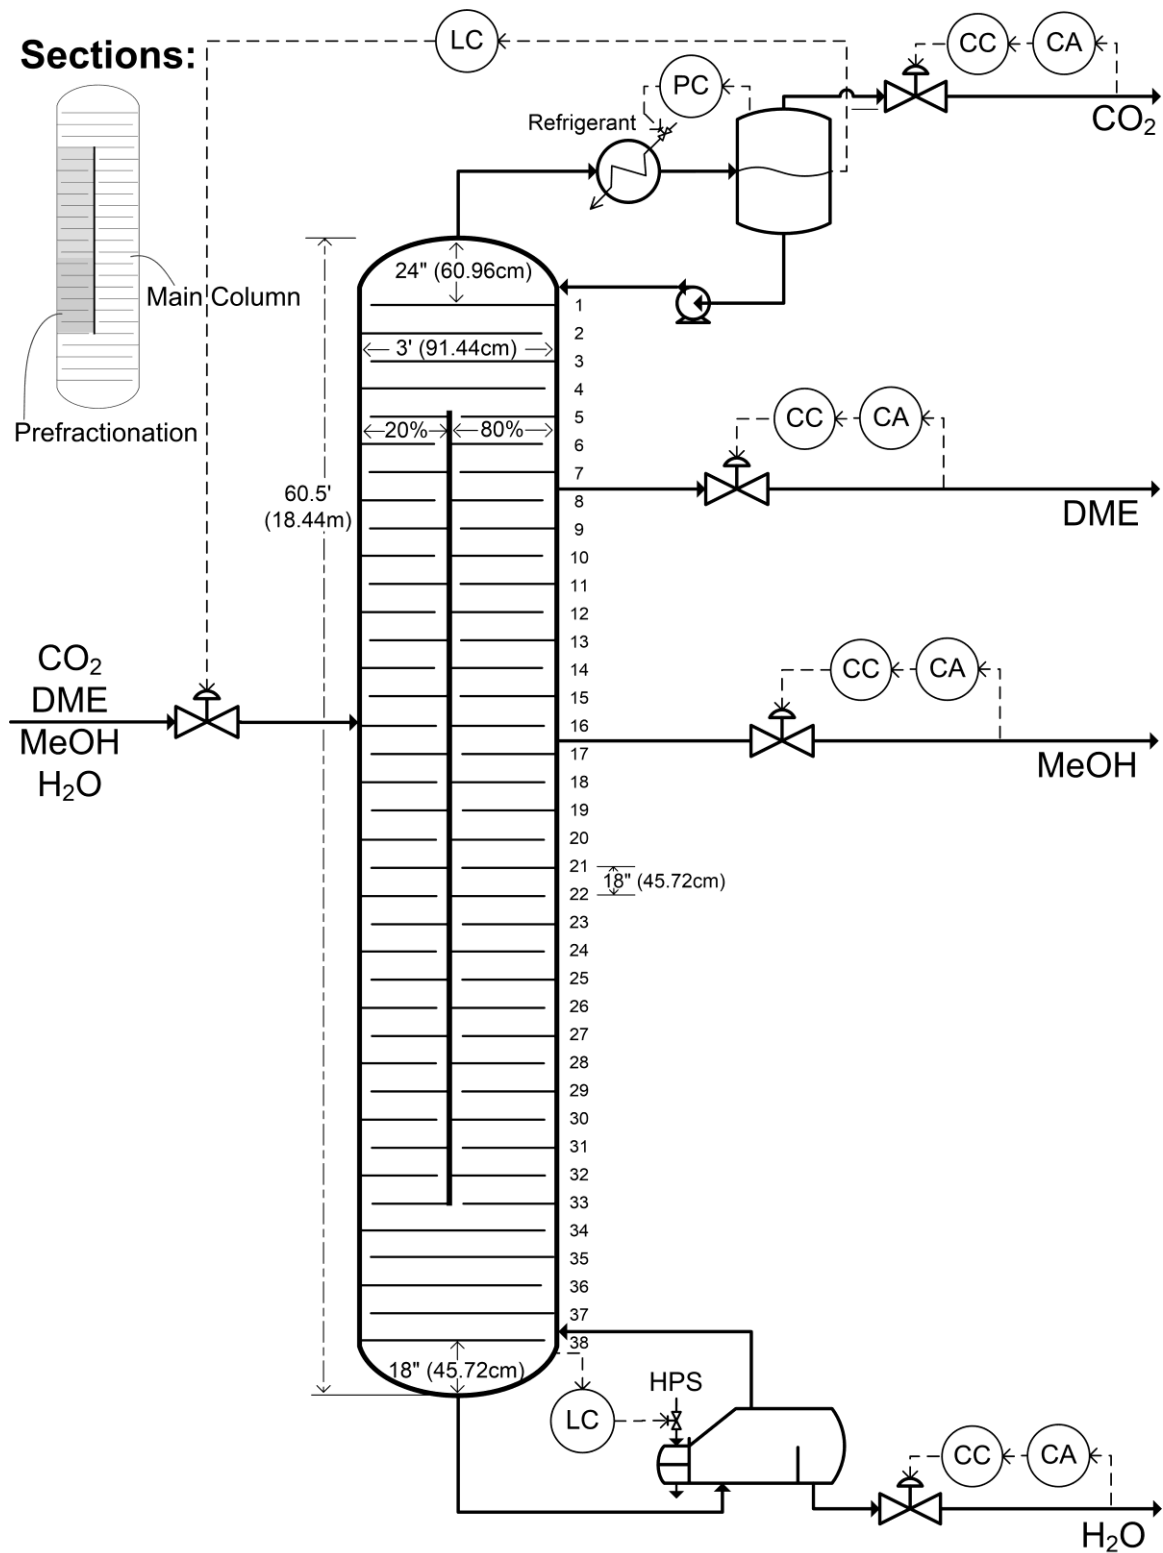 Sections:
LC
CC
CA
PC
CO₂
Refrigerant
24" (60.96cm)
Main Column
1
2
3' (91.44cm)
3
4
Prefractionation
5
20%
80%
CC
CA
6
7
60.5'
(18.44m)
8
DME
9
10
11
12
13
CO₂
DME
MeOH
H₂O
14
CC
CA
15
16
17
MeOH
18
19
20
21
18" (45.72cm)
22
23
24
25
26
27
28
29
30
31
32
33
34
35
36
37
38
18" (45.72cm)
HPS
LC
CC
CA
H₂O